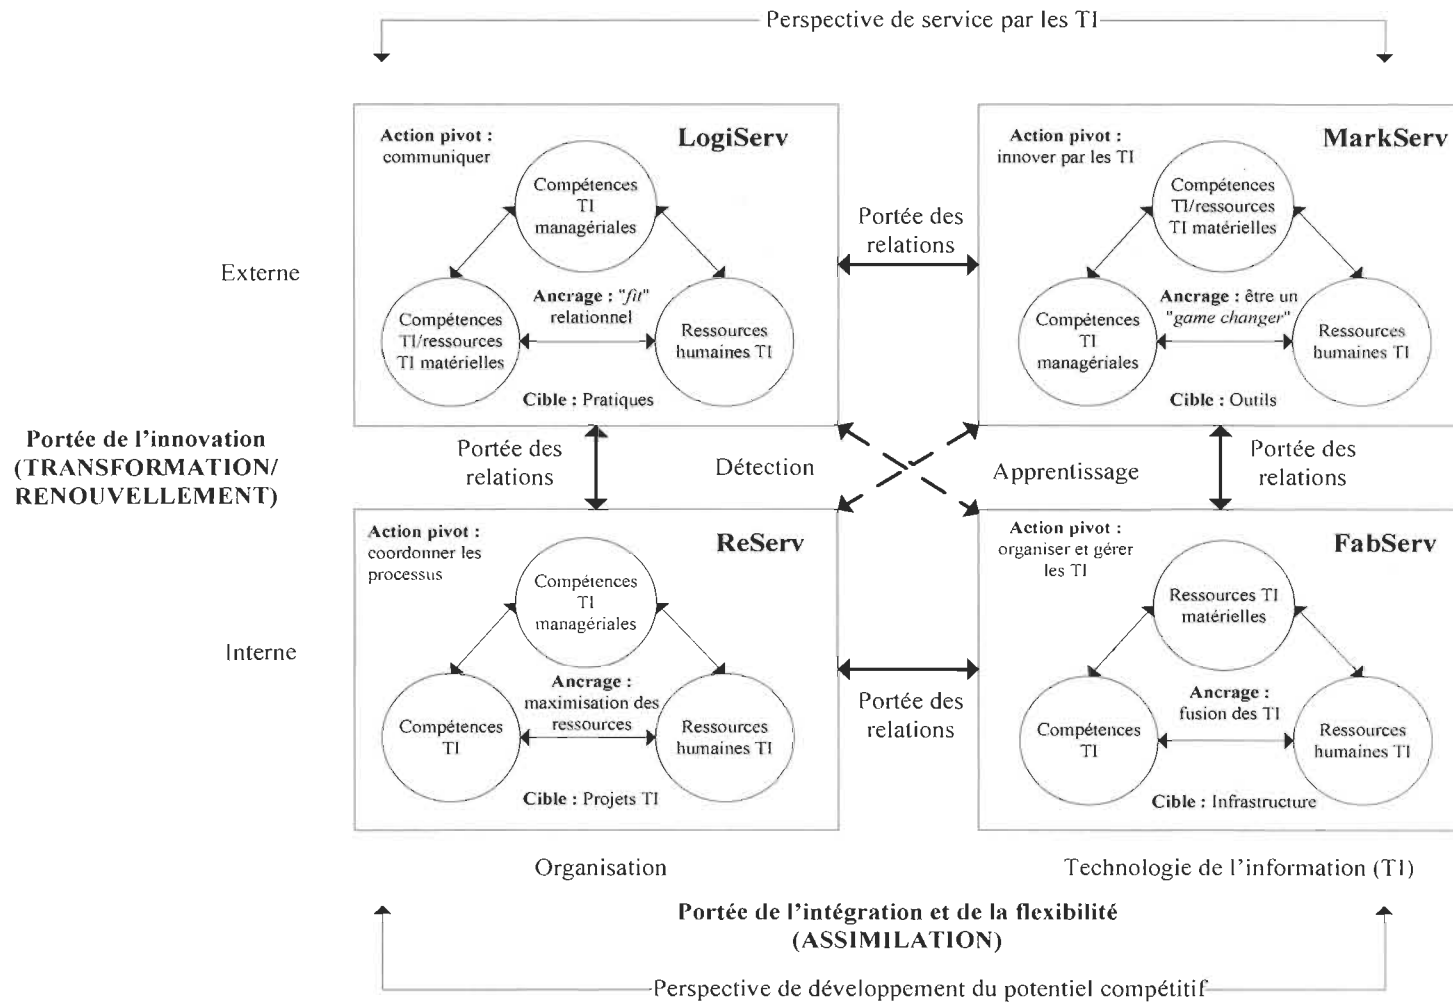 Perspective de service par les TI
Action pivot :
communiquer
LogiServ
Compétences
TI
managériales
Compétences
TI/ressources
TI matérielles
Ancrage : "fit"
relationnel
Ressources
humaines TI
Cible : Pratiques
Portée des
relations
Action pivot :
innover par les TI
MarkServ
Compétences
TI/ressources
TI matérielles
Compétences
TI
managériales
Ancrage : être un
"game changer"
Ressources
humaines TI
Cible : Outils
Externe
Portée de l'innovation
(TRANSFORMATION/
RENOUVELLEMENT)
Portée des
relations
Détection
Apprentissage
Portée des
relations
Interne
Action pivot :
coordonner les
processus
ReServ
Compétences
TI
managériales
Compétences
TI
Ancrage :
maximisation des
ressources
Ressources
humaines TI
Cible : Projets TI
Portée des
relations
Action pivot :
organiser et gérer
les TI
FabServ
Ressources TI
matérielles
Compétences
TI
Ancrage :
fusion des TI
Ressources
humaines TI
Cible : Infrastructure
Organisation
Technologie de l'information (TI)
Portée de l'intégration et de la flexibilité
(ASSIMILATION)
Perspective de développement du potentiel compétitif